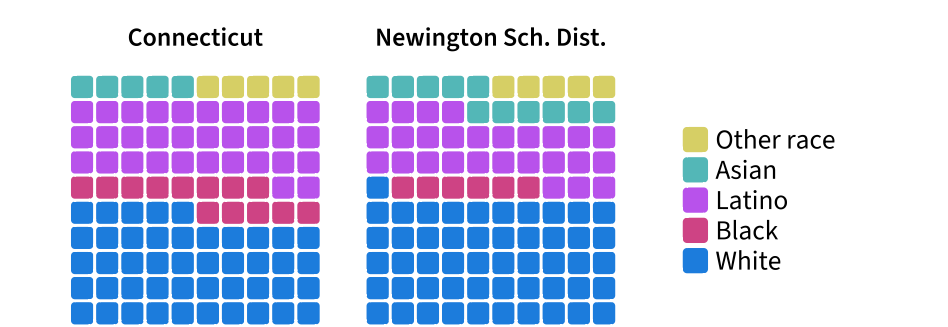 Connecticut
Newington Sch. Dist.
Other race
Asian
Latino
Black
White